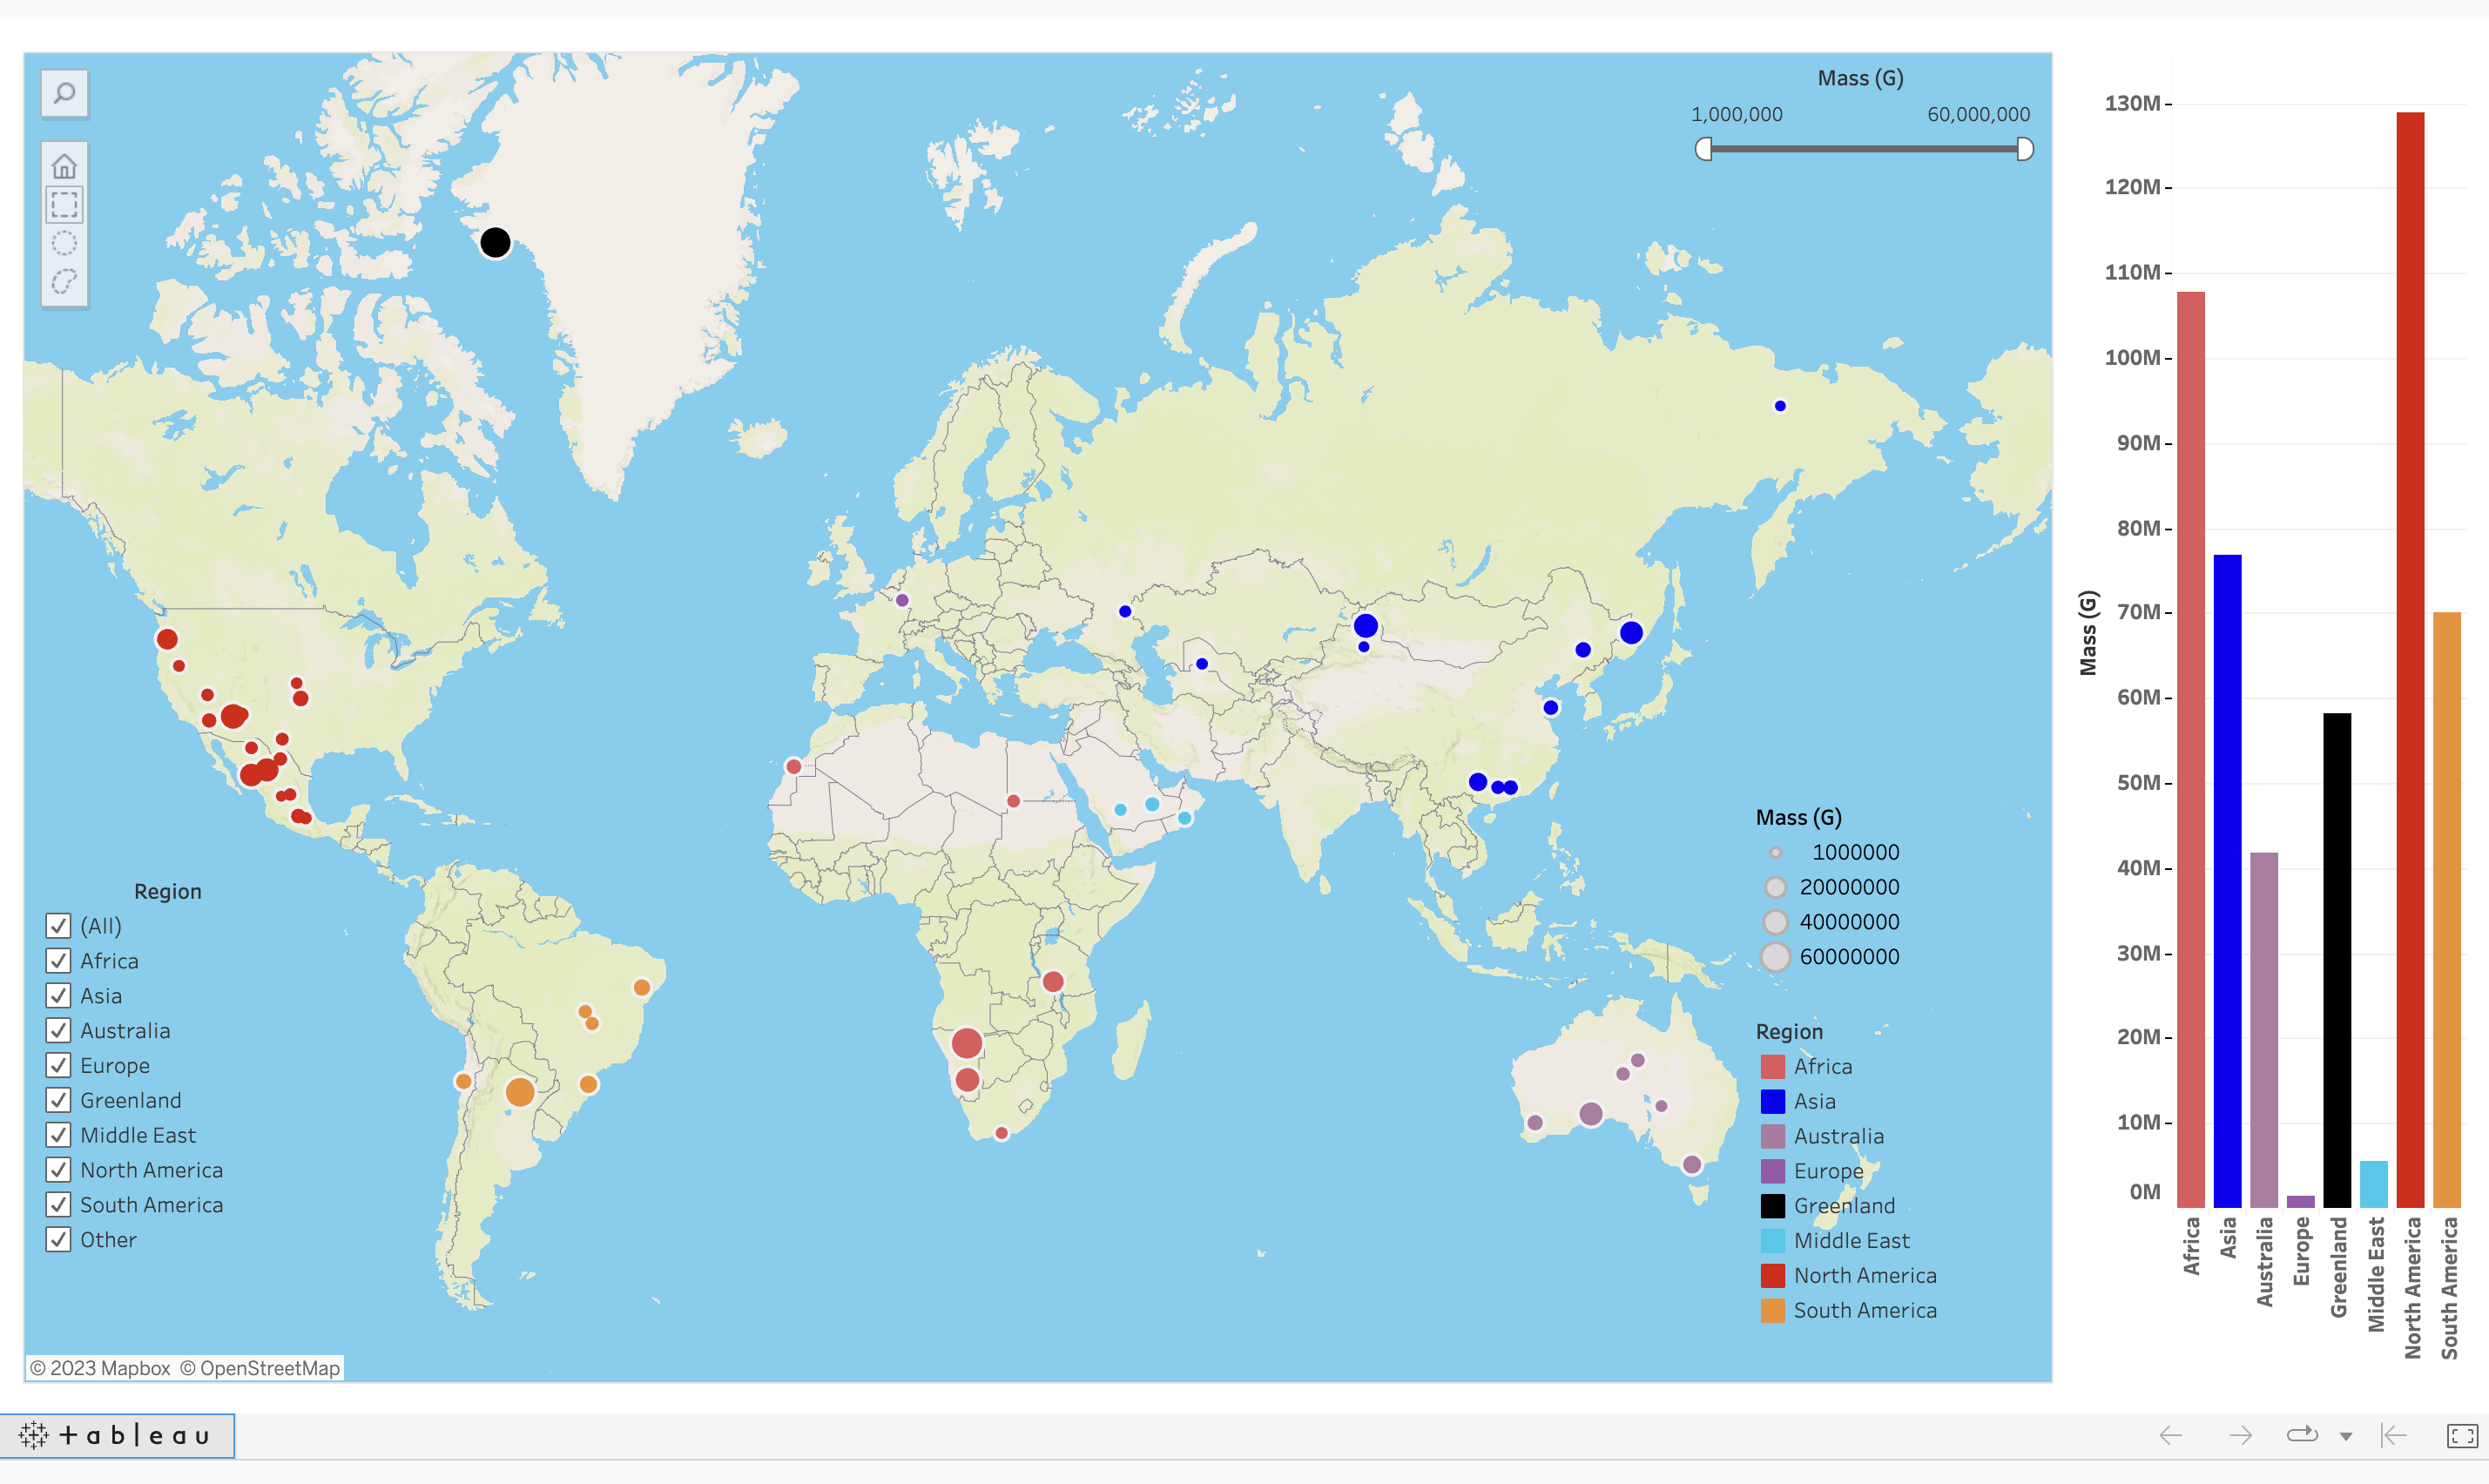 Mass (G)
1,000,000 60,000,000
Mass (G)
1000000
20000000
40000000
60000000
Region
(All)
Africa
Asia
Australia
Europe
Greenland
Middle East
North America
South America
Other
Region
Africa
Asia
Australia
Europe
Greenland
Middle East
North America
South America
© 2023 Mapbox © OpenStreetMap
Mass (G)
130M
120M
110M
100M
90M
80M
70M
60M
50M
40M
30M
20M
10M
0M
Africa
Asia
Australia
Europe
Greenland
Middle East
North America
South America
+ableau